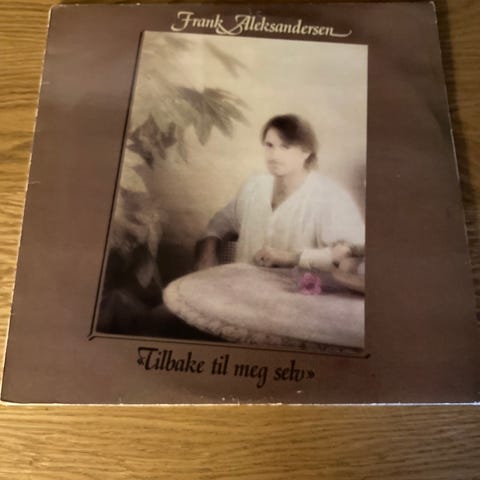 Frank Aleksandersen
«Tilbake til meg selv»